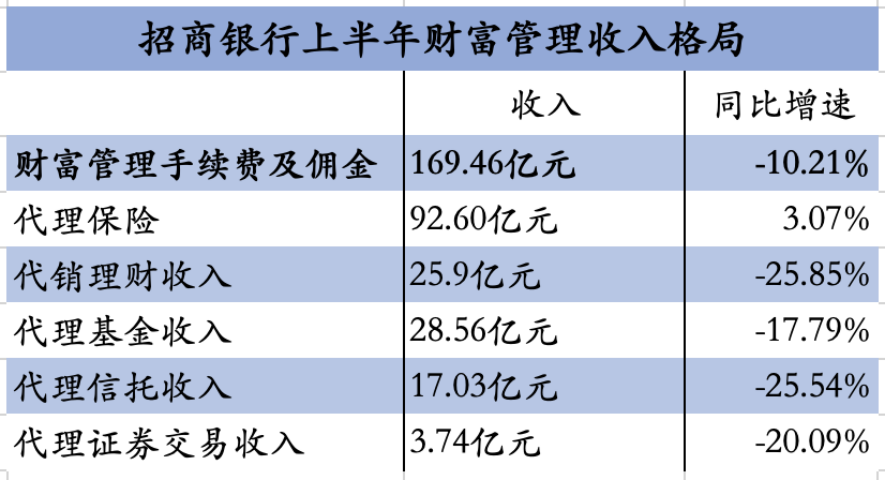 招商银行上半年财富管理收入格局
收入 同比增速
财富管理手续费及佣金 169.46亿元 -10.21%
代理保险 92.60亿元 3.07%
代销理财收入 25.9亿元 -25.85%
代理基金收入 28.56亿元 -17.79%
代理信托收入 17.03亿元 -25.54%
代理证券交易收入 3.74亿元 -20.09%